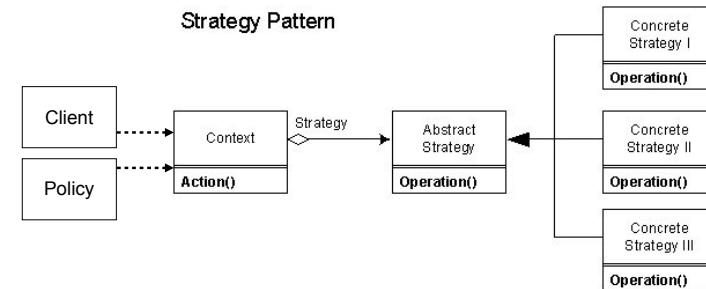 Strategy Pattern
Client
Policy
Context
Action()
Strategy
Abstract
Strategy
Operation()
Concrete
Strategy I
Operation()
Concrete
Strategy II
Operation()
Concrete
Strategy III
Operation()